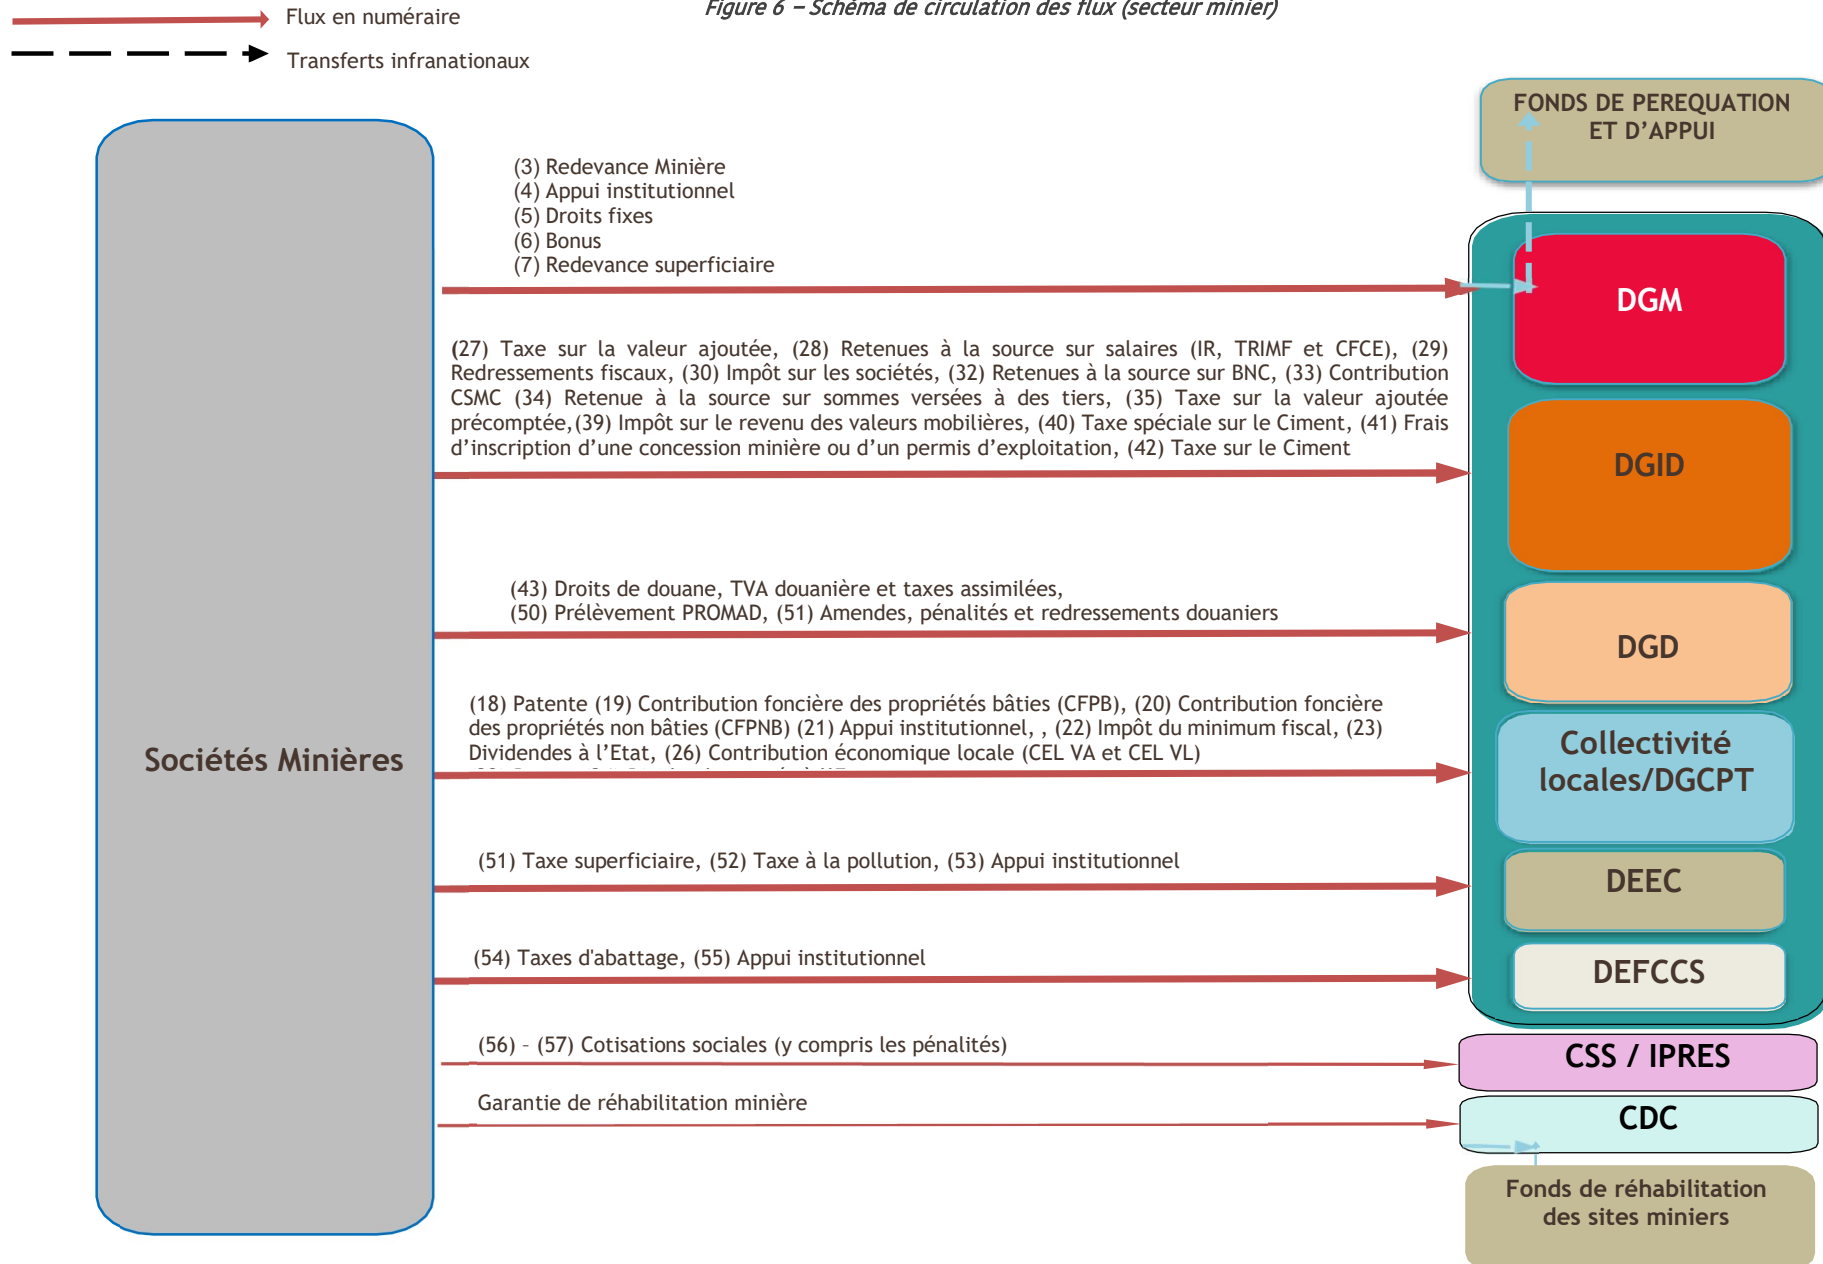 Figure 6 – Schéma de circulation des flux (secteur minier)
Flux en numéraire
Transferts infranationaux
FONDS DE PEREQUATION
ET D’APPUI
(3) Redevance Minière
(4) Appui institutionnel
(5) Droits fixes
(6) Bonus
(7) Redevance superficiaire
DGM
(27) Taxe sur la valeur ajoutée, (28) Retenues à la source sur salaires (IR, TRIMF et CFCE), (29)
Redressements fiscaux, (30) Impôt sur les sociétés, (32) Retenues à la source sur BNC, (33) Contribution
CSMC (34) Retenue à la source sur sommes versées à des tiers, (35) Taxe sur la valeur ajoutée
précomptée,(39) Impôt sur le revenu des valeurs mobilières, (40) Taxe spéciale sur le Ciment, (41) Frais
d’inscription d’une concession minière ou d’un permis d’exploitation, (42) Taxe sur le Ciment
DGID
(43) Droits de douane, TVA douanière et taxes assimilées,
(50) Prélèvement PROMAD, (51) Amendes, pénalités et redressements douaniers
DGD
(18) Patente (19) Contribution foncière des propriétés bâties (CFPB), (20) Contribution foncière
des propriétés non bâties (CFPNB) (21) Appui institutionnel, , (22) Impôt du minimum fiscal, (23)
Dividendes à l’Etat, (26) Contribution économique locale (CEL VA et CEL VL)
Sociétés Minières
Collectivité
locales/DGCPT
(51) Taxe superficiaire, (52) Taxe à la pollution, (53) Appui institutionnel
DEEC
(54) Taxes d'abattage, (55) Appui institutionnel
DEFCCS
(56) – (57) Cotisations sociales (y compris les pénalités)
CSS / IPRES
Garantie de réhabilitation minière
CDC
Fonds de réhabilitation
des sites miniers